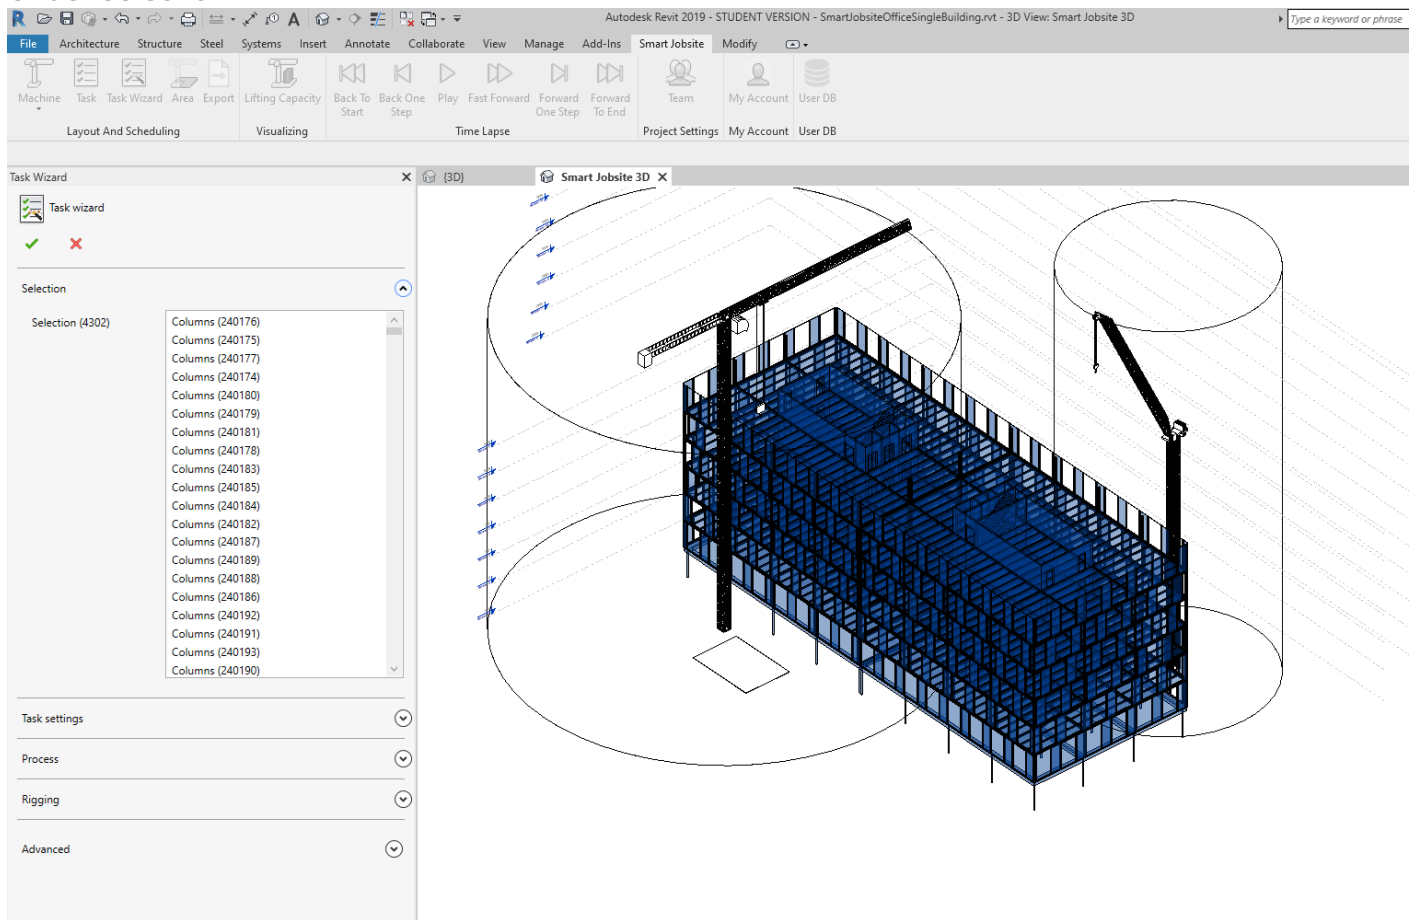 Autodesk Revit 2019 - STUDENT VERSION - SmartJobsiteOfficeSingleBuilding.rvt - 3D View: Smart Jobsite 3D
Type a keyword or phrase
File Architecture Structure Steel Systems Insert Annotate Collaborate View Manage Add-Ins Smart Jobsite Modify
Machine Task Task Wizard Area Export Lifting Capacity Back To Start Back One Step Play Fast Forward Forward One Step Forward To End Team My Account User DB
Layout And Scheduling Visualizing Time Lapse Project Settings My Account User DB
Task Wizard
{3D}
Smart Jobsite 3D
Task wizard
Selection
Selection (4302)
Columns (240176)
Columns (240175)
Columns (240177)
Columns (240174)
Columns (240180)
Columns (240179)
Columns (240181)
Columns (240178)
Columns (240183)
Columns (240185)
Columns (240184)
Columns (240182)
Columns (240187)
Columns (240189)
Columns (240188)
Columns (240186)
Columns (240192)
Columns (240191)
Columns (240193)
Columns (240190)
Task settings
Process
Rigging
Advanced